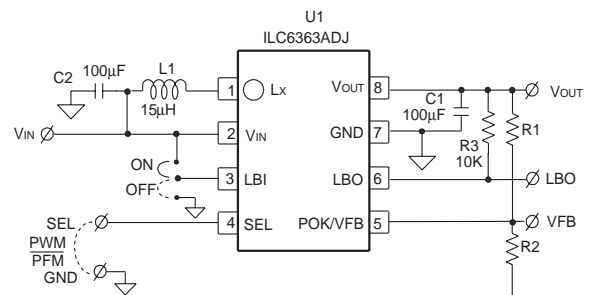 U1
ILC6363ADJ
C2
100µF
L1
15µH
1
LX
VOUT
8
C1
100µF
VOUT
R1
VIN
2
VIN
GND
7
R3
10K
ON
OFF
3
LBI
LBO
6
LBO
SEL
4
SEL
POK/VFB
5
VFB
PWM
PFM
GND
R2